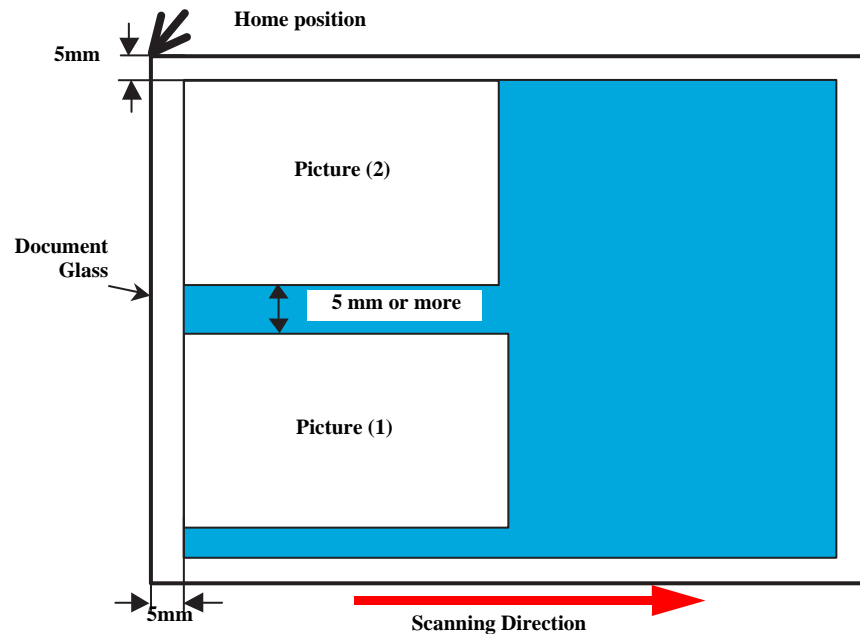 Home position
5mm
Picture (2)
Document
Glass
5 mm or more
Picture (1)
5mm
Scanning Direction